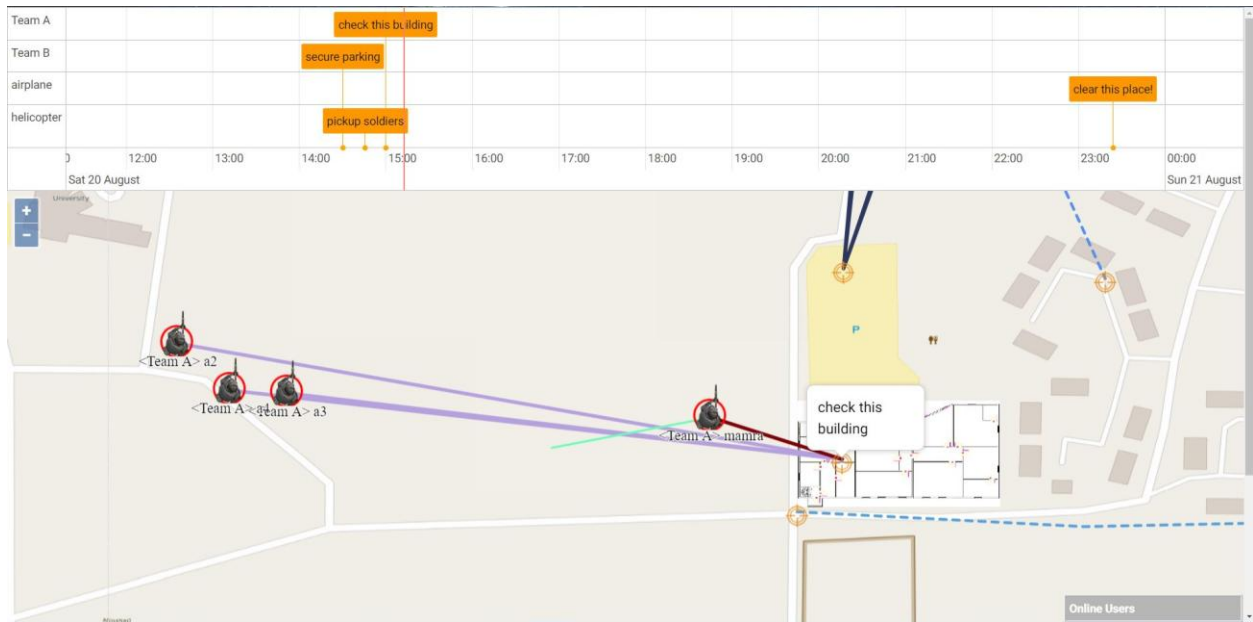 Team A
check this building
Team B
secure parking
airplane
clear this place!
helicopter
pickup soldiers
12:00
13:00
14:00
15:00
16:00
17:00
18:00
19:00
20:00
21:00
22:00
23:00
00:00
Sat 20 August
Sun 21 August
University
+
−
P
<Team A> a2
<Team A>
<Team A> a3
<Team A> mamra
check this
building
Online Users